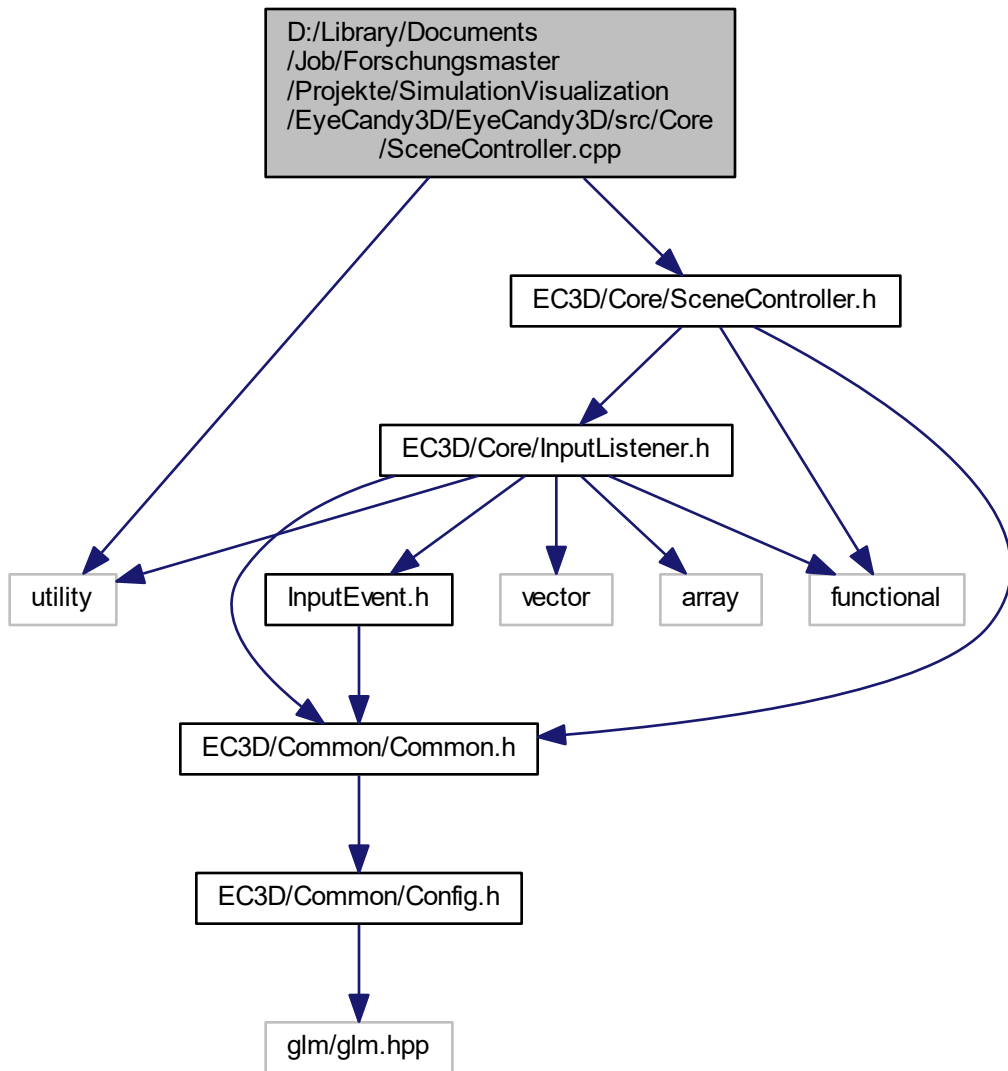 D:/Library/Documents
/Job/Forschungsmaster
/Projekte/SimulationVisualization
/EyeCandy3D/EyeCandy3D/src/Core
/SceneController.cpp
EC3D/Core/SceneController.h
EC3D/Core/InputListener.h
utility
InputEvent.h
vector
array
functional
EC3D/Common/Common.h
EC3D/Common/Config.h
glm/glm.hpp